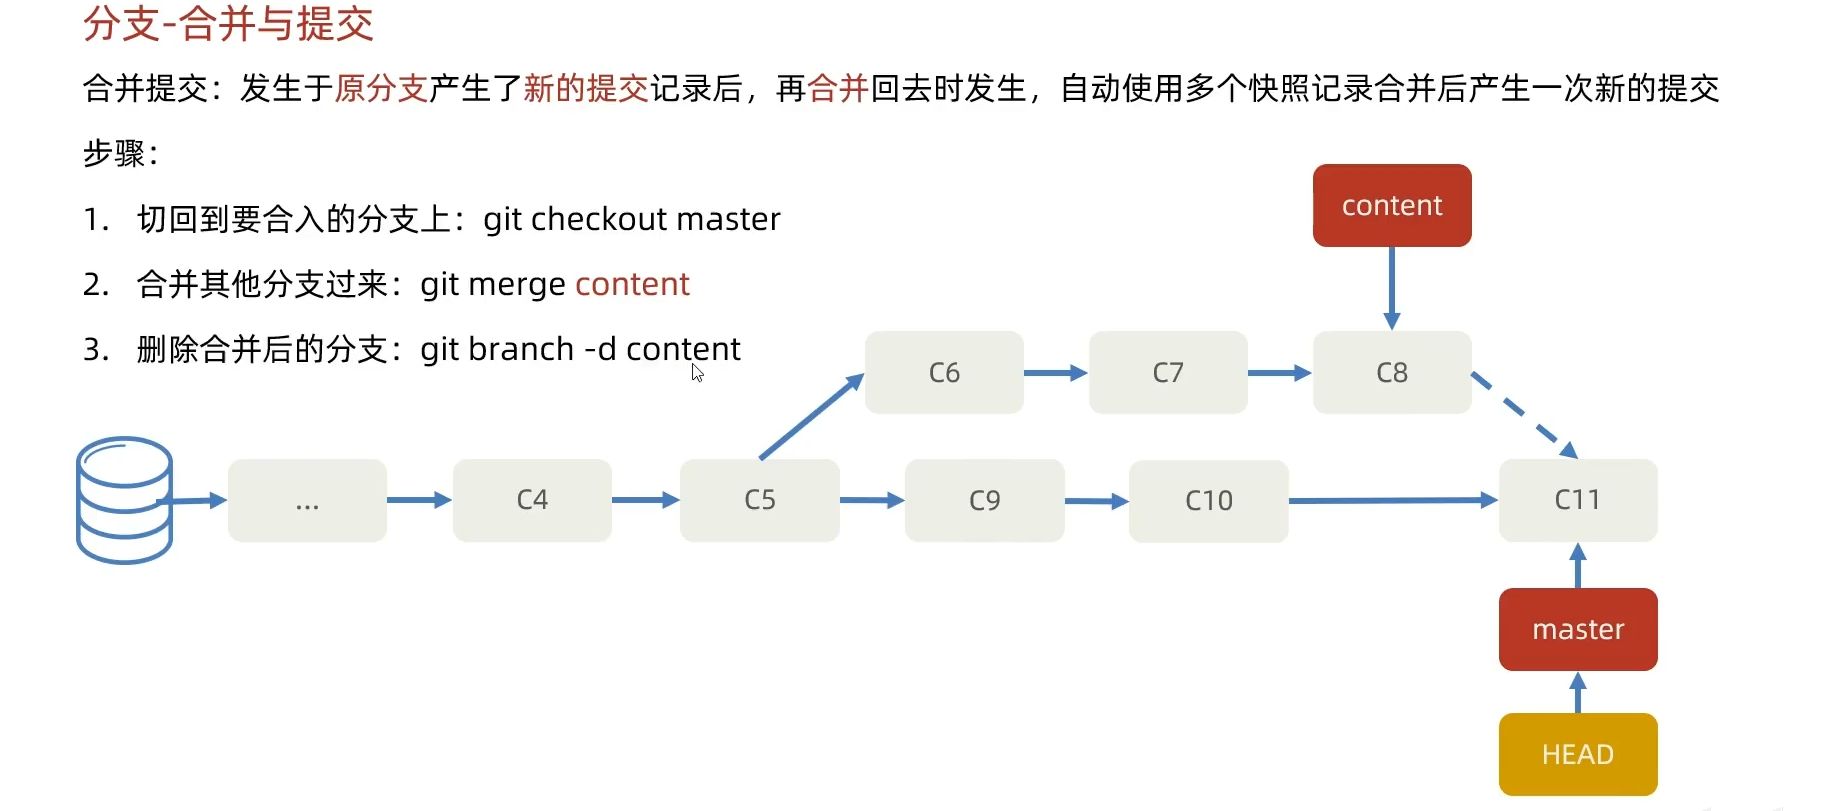 分支-合并与提交
合并提交：发生于原分支产生了新的提交记录后，再合并回去时发生，自动使用多个快照记录合并后产生一次新的提交
步骤：
1. 切回到要合入的分支上：git checkout master
2. 合并其他分支过来：git merge content
3. 删除合并后的分支：git branch -d content
content
C6
C7
C8
...
C4
C5
C9
C10
C11
master
HEAD